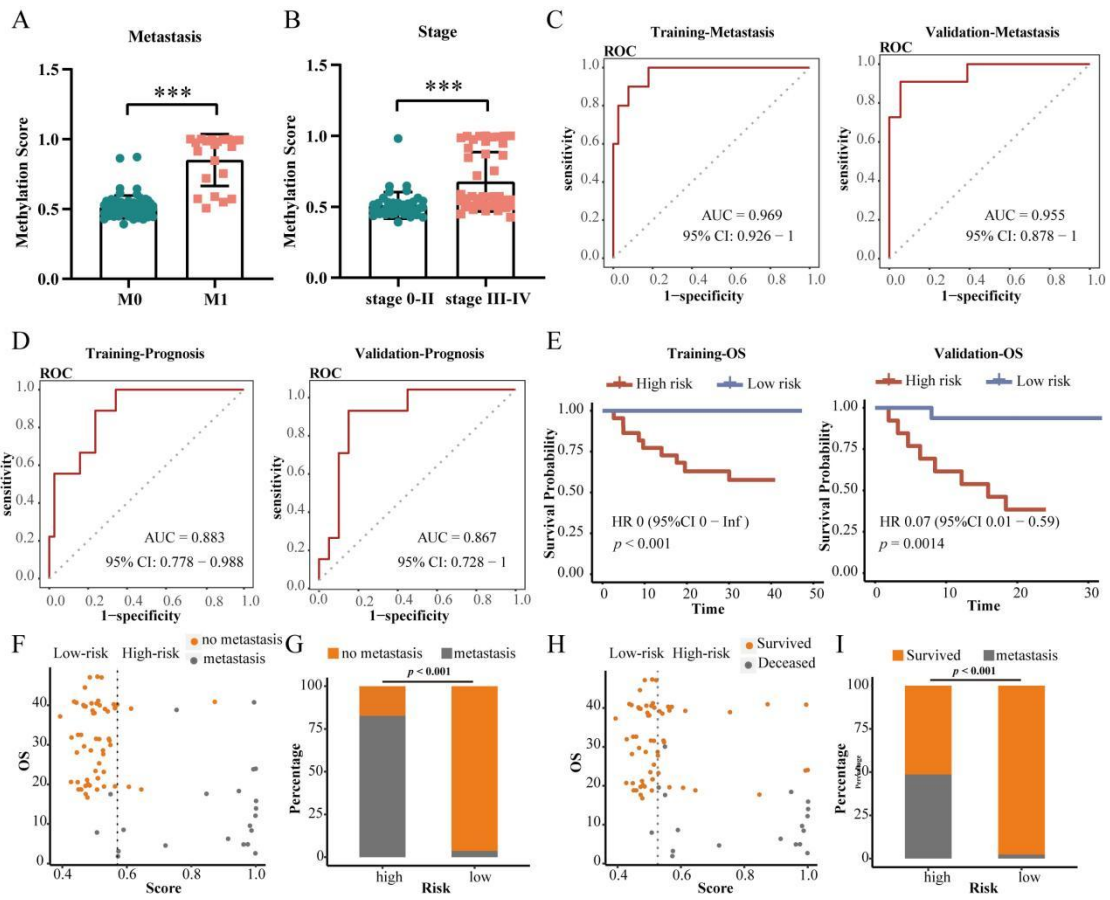 A
Metastasis
Methylation Score
1.5
1.0
0.5
0.0
***
M0
M1
B
Stage
Methylation Score
1.5
1.0
0.5
0.0
***
stage 0-II
stage III-IV
C
Training-Metastasis
ROC
sensitivity
1.0
0.8
0.6
0.4
0.2
0.0
AUC = 0.969
95% CI: 0.926 − 1
0.0 0.2 0.4 0.6 0.8 1.0
1−specificity
Validation-Metastasis
ROC
sensitivity
1.0
0.8
0.6
0.4
0.2
0.0
AUC = 0.955
95% CI: 0.878 − 1
0.0 0.2 0.4 0.6 0.8 1.0
1−specificity
D
Training-Prognosis
ROC
sensitivity
1.0
0.8
0.6
0.4
0.2
0.0
AUC = 0.883
95% CI: 0.778 − 0.988
0.0 0.2 0.4 0.6 0.8 1.0
1−specificity
Validation-Prognosis
ROC
sensitivity
1.0
0.8
0.6
0.4
0.2
0.0
AUC = 0.867
95% CI: 0.728 − 1
0.0 0.2 0.4 0.6 0.8 1.0
1−specificity
E
Training-OS
High risk Low risk
Survival Probability
1.00
0.75
0.50
0.25
0.00
HR 0 (95%CI 0 – Inf )
p < 0.001
0 10 20 30 40 50
Time
Validation-OS
High risk Low risk
Survival Probability
1.00
0.75
0.50
0.25
0.00
HR 0.07 (95%CI 0.01 – 0.59)
p = 0.0014
0 10 20 30
Time
F
no metastasis
metastasis
Low-risk High-risk
OS
40
30
20
10
0
0.4 0.6 0.8 1.0
Score
G
no metastasis metastasis
p < 0.001
Percentage
100
75
50
25
0
high low
Risk
H
Survived
Deceased
Low-risk High-risk
OS
40
30
20
10
0
0.4 0.6 0.8 1.0
Score
I
Survived metastasis
p < 0.001
Percentage
Percentage
100
75
50
25
0
high low
Risk